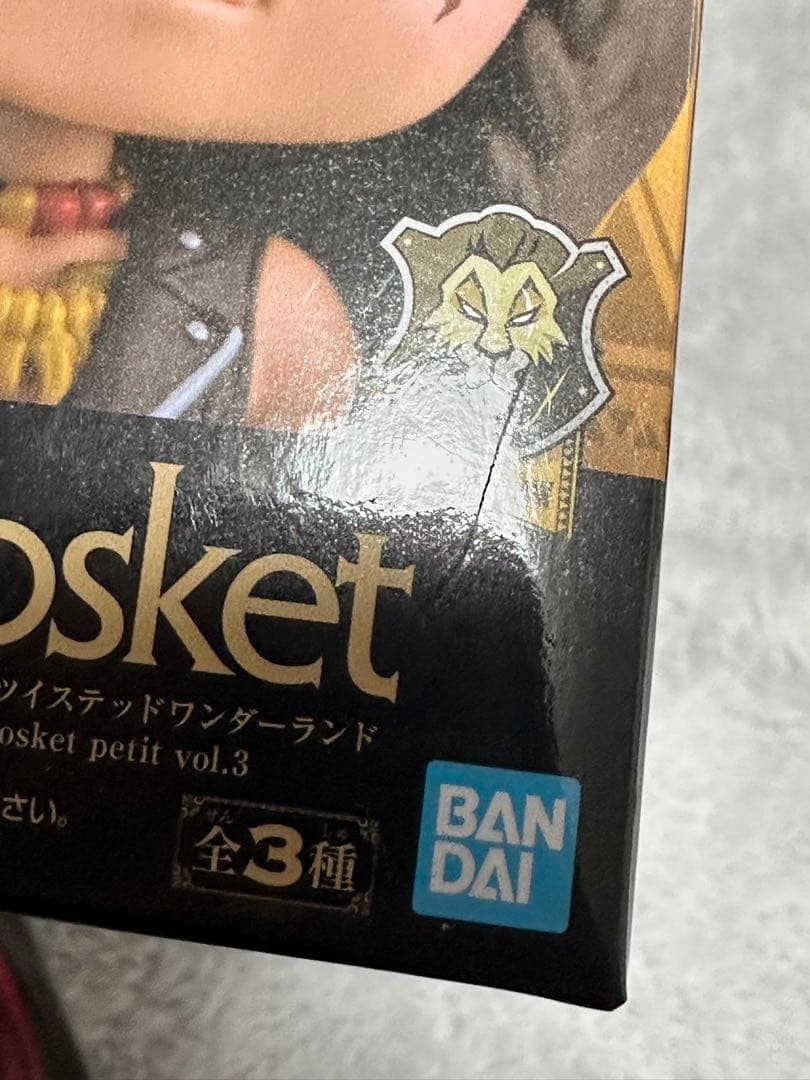 osket
ツイステッドワンダーランド
osket petit vol.3
さい。
全3種
BAN
DAI